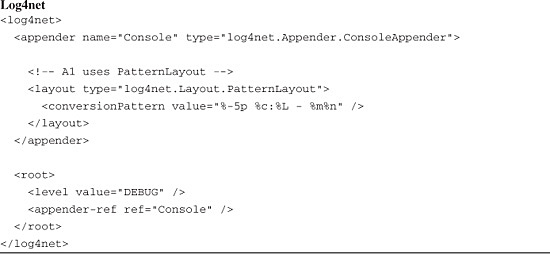 Log4net
<log4net>
  <appender name="Console" type="log4net.Appender.ConsoleAppender">

    <!-- A1 uses PatternLayout -->
    <layout type="log4net.Layout.PatternLayout">
      <conversionPattern value="%-5p %c:%L - %m%n" />
    </layout>
  </appender>

  <root>
    <level value="DEBUG" />
    <appender-ref ref="Console" />
  </root>
</log4net>